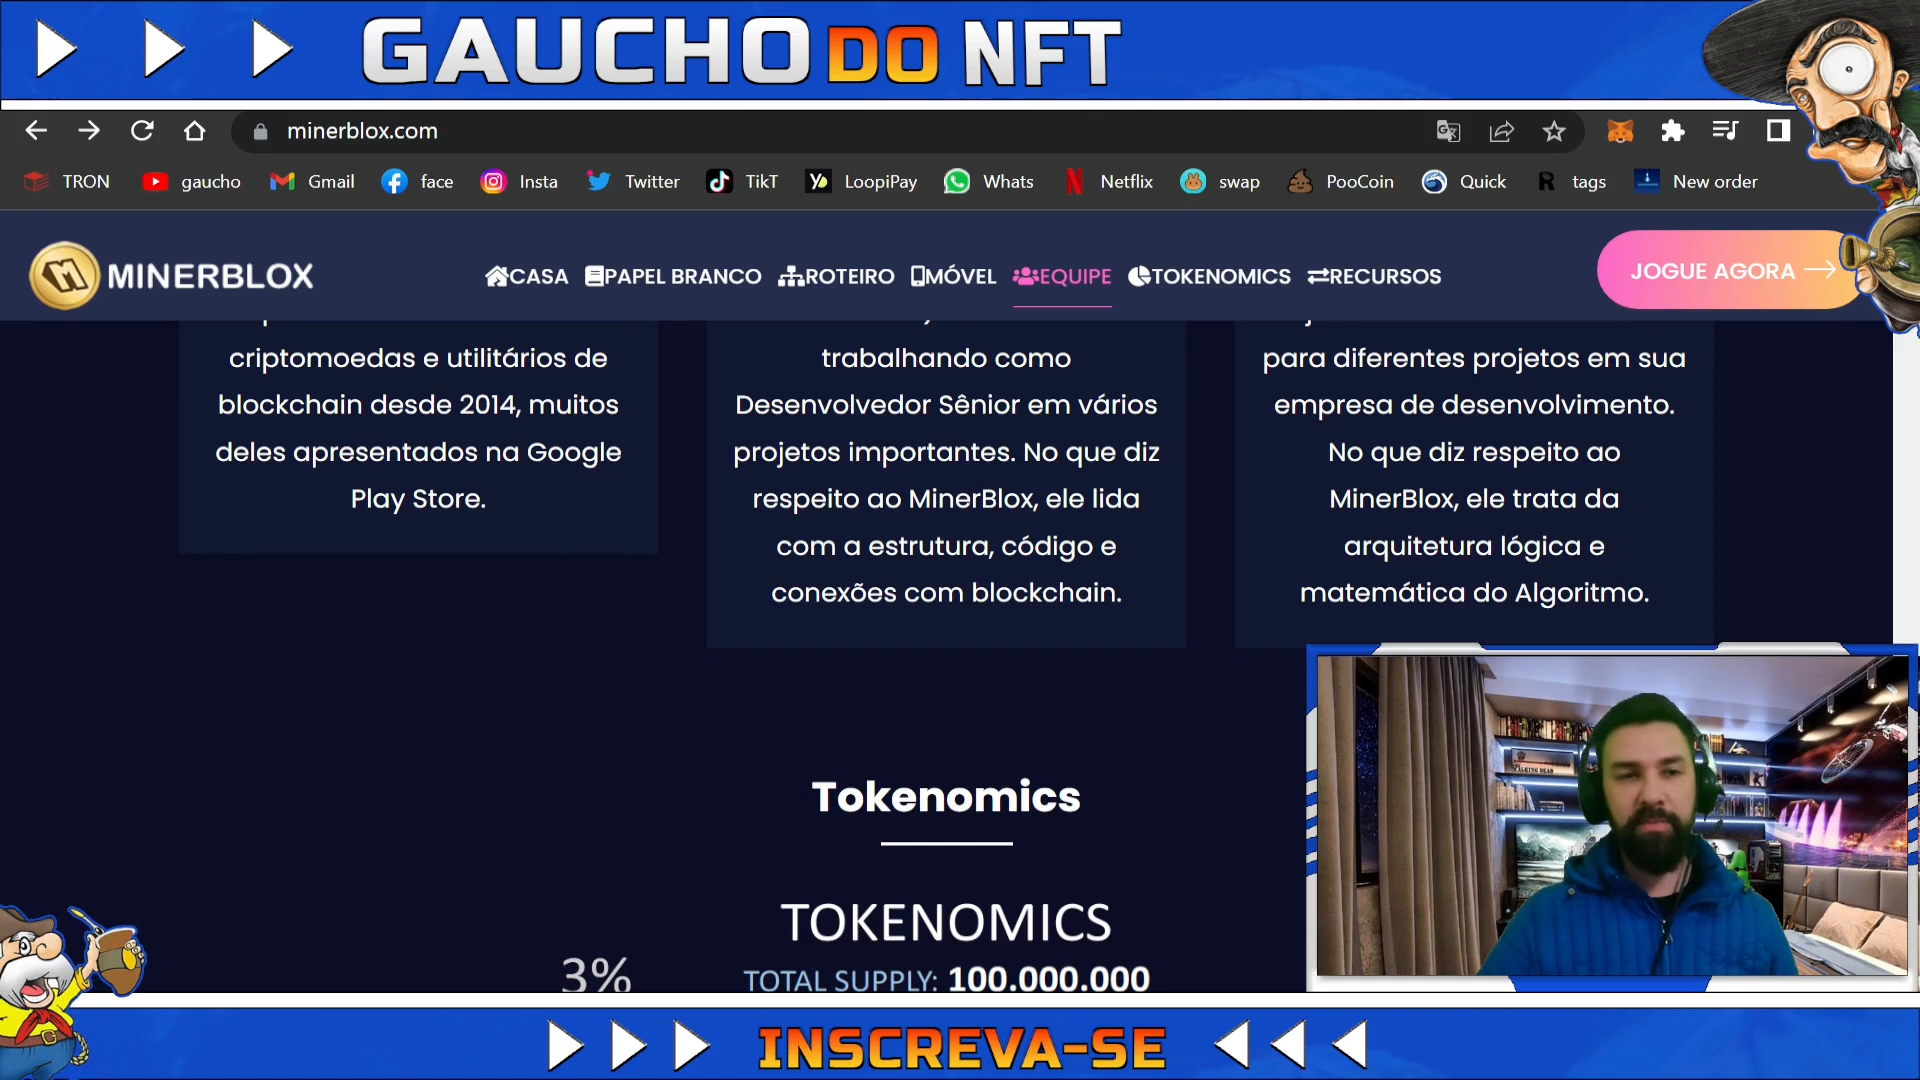 GAUCHO DO NFT
minerblox.com
TRON gaucho Gmail face Insta Twitter TikT LoopiPay Whats Netflix swap PooCoin Quick tags New order
MINERBLOX
CASA PAPEL BRANCO ROTEIRO MÓVEL EQUIPE TOKENOMICS RECURSOS
JOGUE AGORA
criptomoedas e utilitários de
blockchain desde 2014, muitos
deles apresentados na Google
Play Store.
trabalhando como
Desenvolvedor Sênior em vários
projetos importantes. No que diz
respeito ao MinerBlox, ele lida
com a estrutura, código e
conexões com blockchain.
para diferentes projetos em sua
empresa de desenvolvimento.
No que diz respeito ao
MinerBlox, ele trata da
arquitetura lógica e
matemática do Algoritmo.
Tokenomics
TOKENOMICS
3%
TOTAL SUPPLY: 100.000.000
INSCREVA-SE